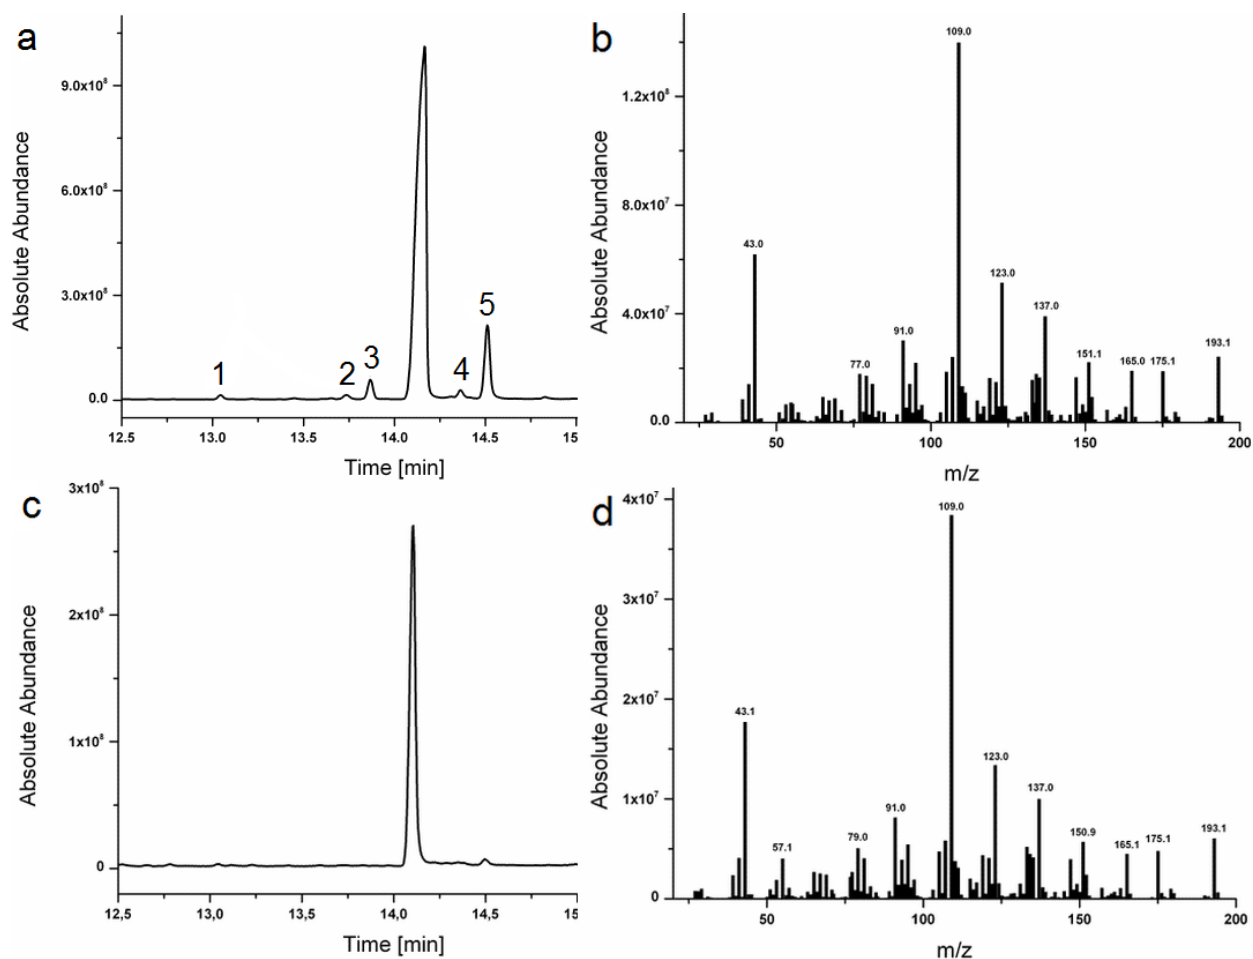 a
9.0x10⁸
6.0x10⁸
3.0x10⁸
0.0
Absolute Abundance
1
2
3
4
5
12.5
13.0
13.5
14.0
14.5
15
Time [min]
b
1.2x10⁸
8.0x10⁷
4.0x10⁷
0.0
Absolute Abundance
43.0
77.0
91.0
109.0
123.0
137.0
151.1
165.0
175.1
193.1
50
100
150
200
m/z
c
3x10⁸
2x10⁸
1x10⁸
0
Absolute Abundance
12,5
13,0
13,5
14,0
14,5
15
Time [min]
d
4x10⁷
3x10⁷
2x10⁷
1x10⁷
0
Absolute Abundance
43.1
57.1
79.0
91.0
109.0
123.0
137.0
150.9
165.1
175.1
193.1
50
100
150
200
m/z